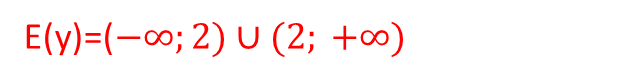 E(y)=(−∞; 2) ∪ (2; +∞)